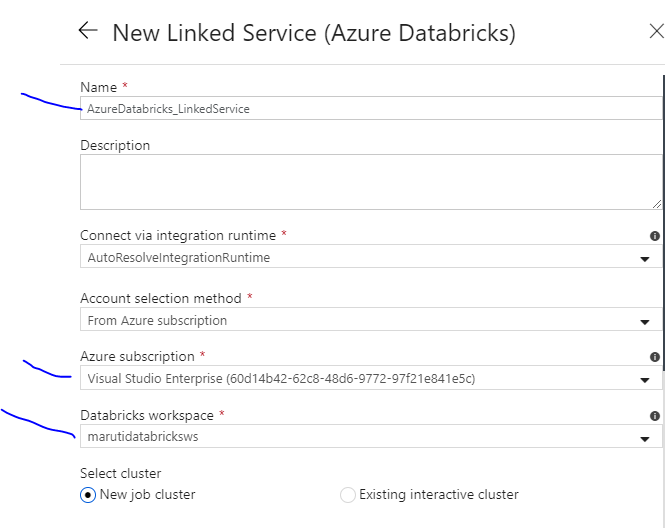 New Linked Service (Azure Databricks)
Name *
AzureDatabricks_LinkedService
Description
Connect via integration runtime *
AutoResolveIntegrationRuntime
Account selection method *
From Azure subscription
Azure subscription *
Visual Studio Enterprise (60d14b42-62c8-48d6-9772-97f21e841e5c)
Databricks workspace *
marutidatabricksws
Select cluster
New job cluster Existing interactive cluster